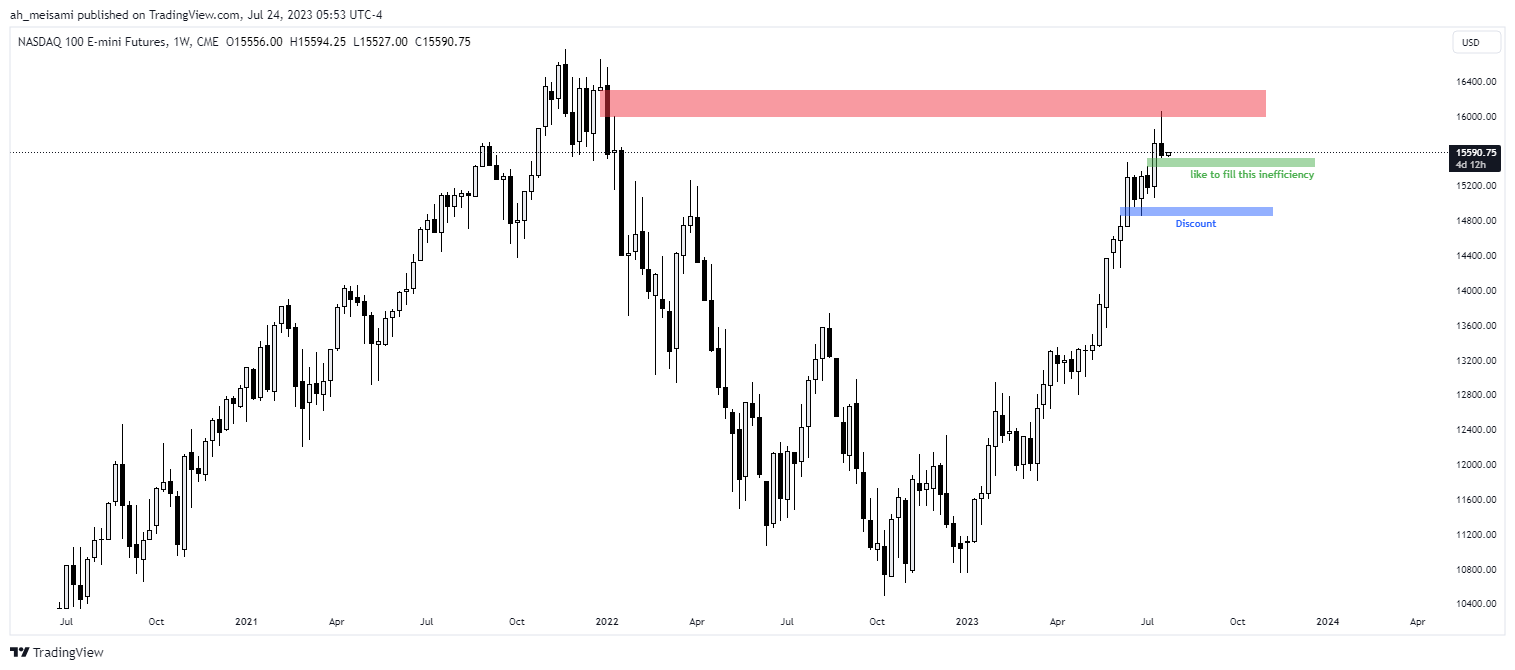 ah_meisami published on TradingView.com, Jul 24, 2023 05:53 UTC-4
NASDAQ 100 E-mini Futures, 1W, CME O15556.00 H15594.25 L15527.00 C15590.75
USD
16400.00
16000.00
15590.75
4d 12h
like to fill this inefficiency
15200.00
Discount
14800.00
14400.00
14000.00
13600.00
13200.00
12800.00
12400.00
12000.00
11600.00
11200.00
10800.00
10400.00
Jul Oct 2021 Apr Jul Oct 2022 Apr Jul Oct 2023 Apr Jul Oct 2024 Apr
TradingView